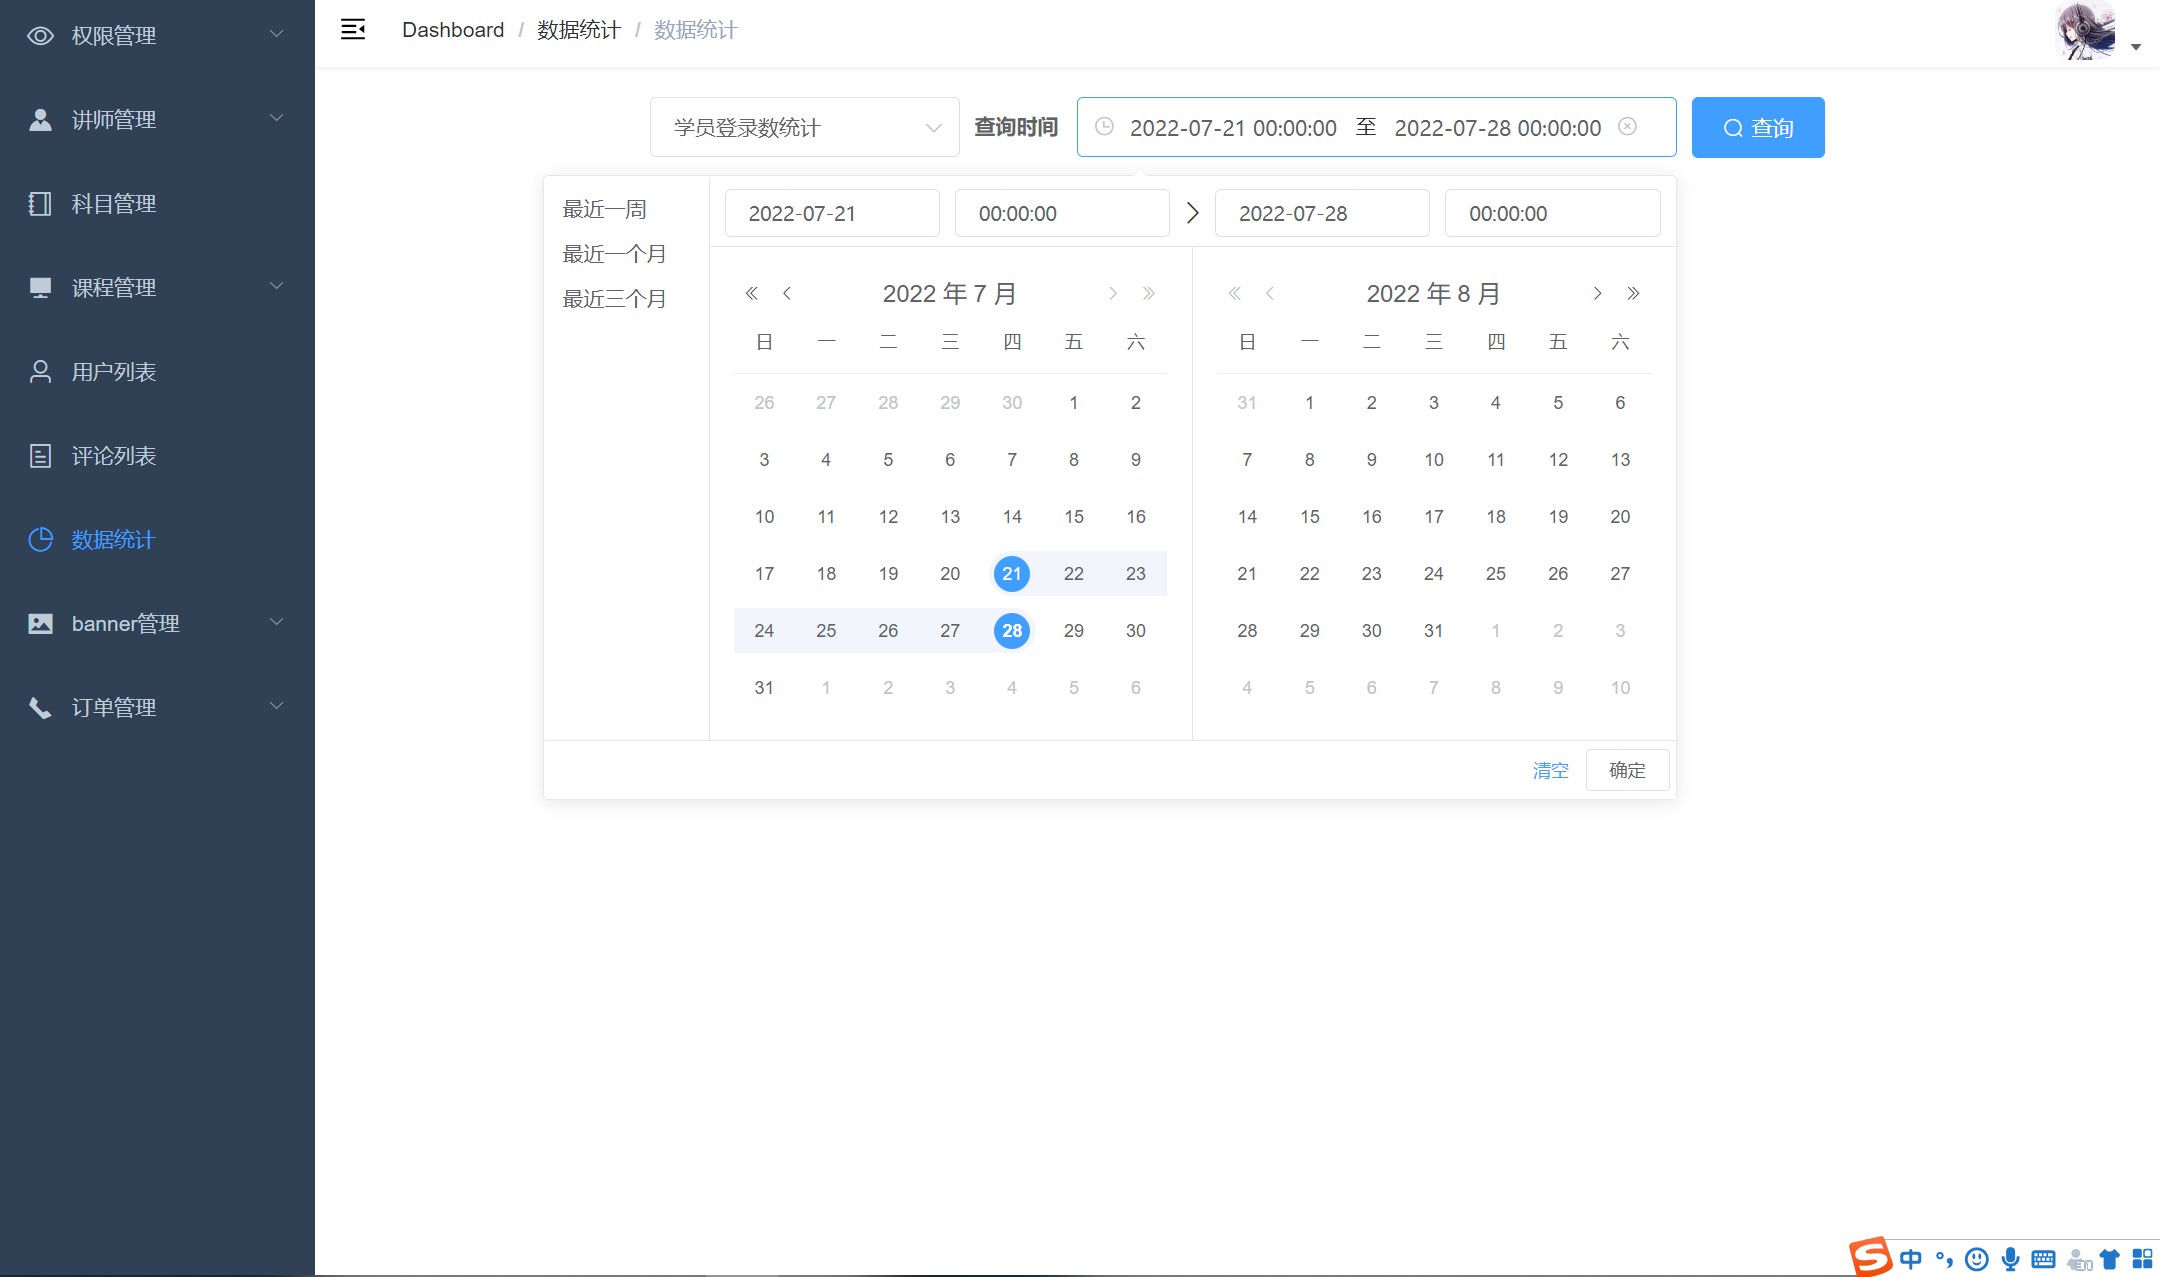 权限管理
讲师管理
科目管理
课程管理
用户列表
评论列表
数据统计
banner管理
订单管理
Dashboard / 数据统计 / 数据统计
学员登录数统计 查询时间 2022-07-21 00:00:00 至 2022-07-28 00:00:00 查询
最近一周
最近一个月
最近三个月
2022-07-21 00:00:00 > 2022-07-28 00:00:00
2022 年 7 月
日 一 二 三 四 五 六
26 27 28 29 30 1 2
3 4 5 6 7 8 9
10 11 12 13 14 15 16
17 18 19 20 21 22 23
24 25 26 27 28 29 30
31 1 2 3 4 5 6
2022 年 8 月
日 一 二 三 四 五 六
31 1 2 3 4 5 6
7 8 9 10 11 12 13
14 15 16 17 18 19 20
21 22 23 24 25 26 27
28 29 30 31 1 2 3
4 5 6 7 8 9 10
清空 确定
S 中